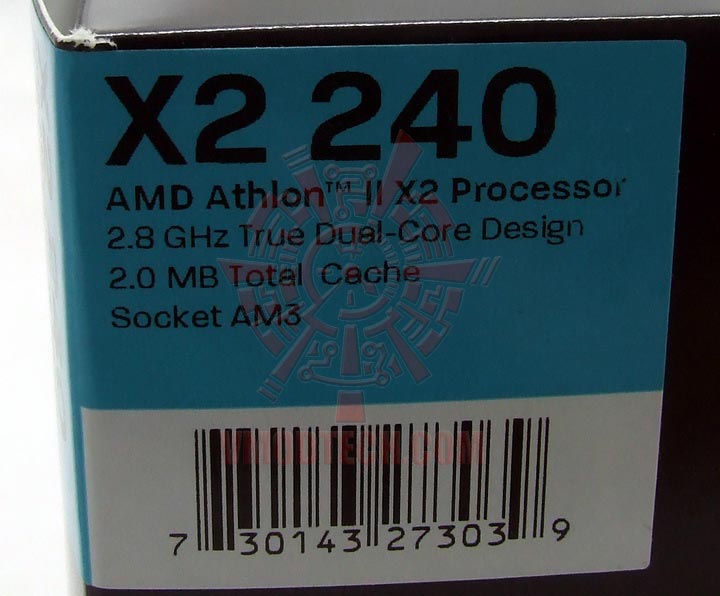 X2 240
AMD Athlon™ II X2 Processor
2.8 GHz True Dual-Core Design
2.0 MB Total Cache
Socket AM3
VMODTECH.COM
7 30143 27303 9